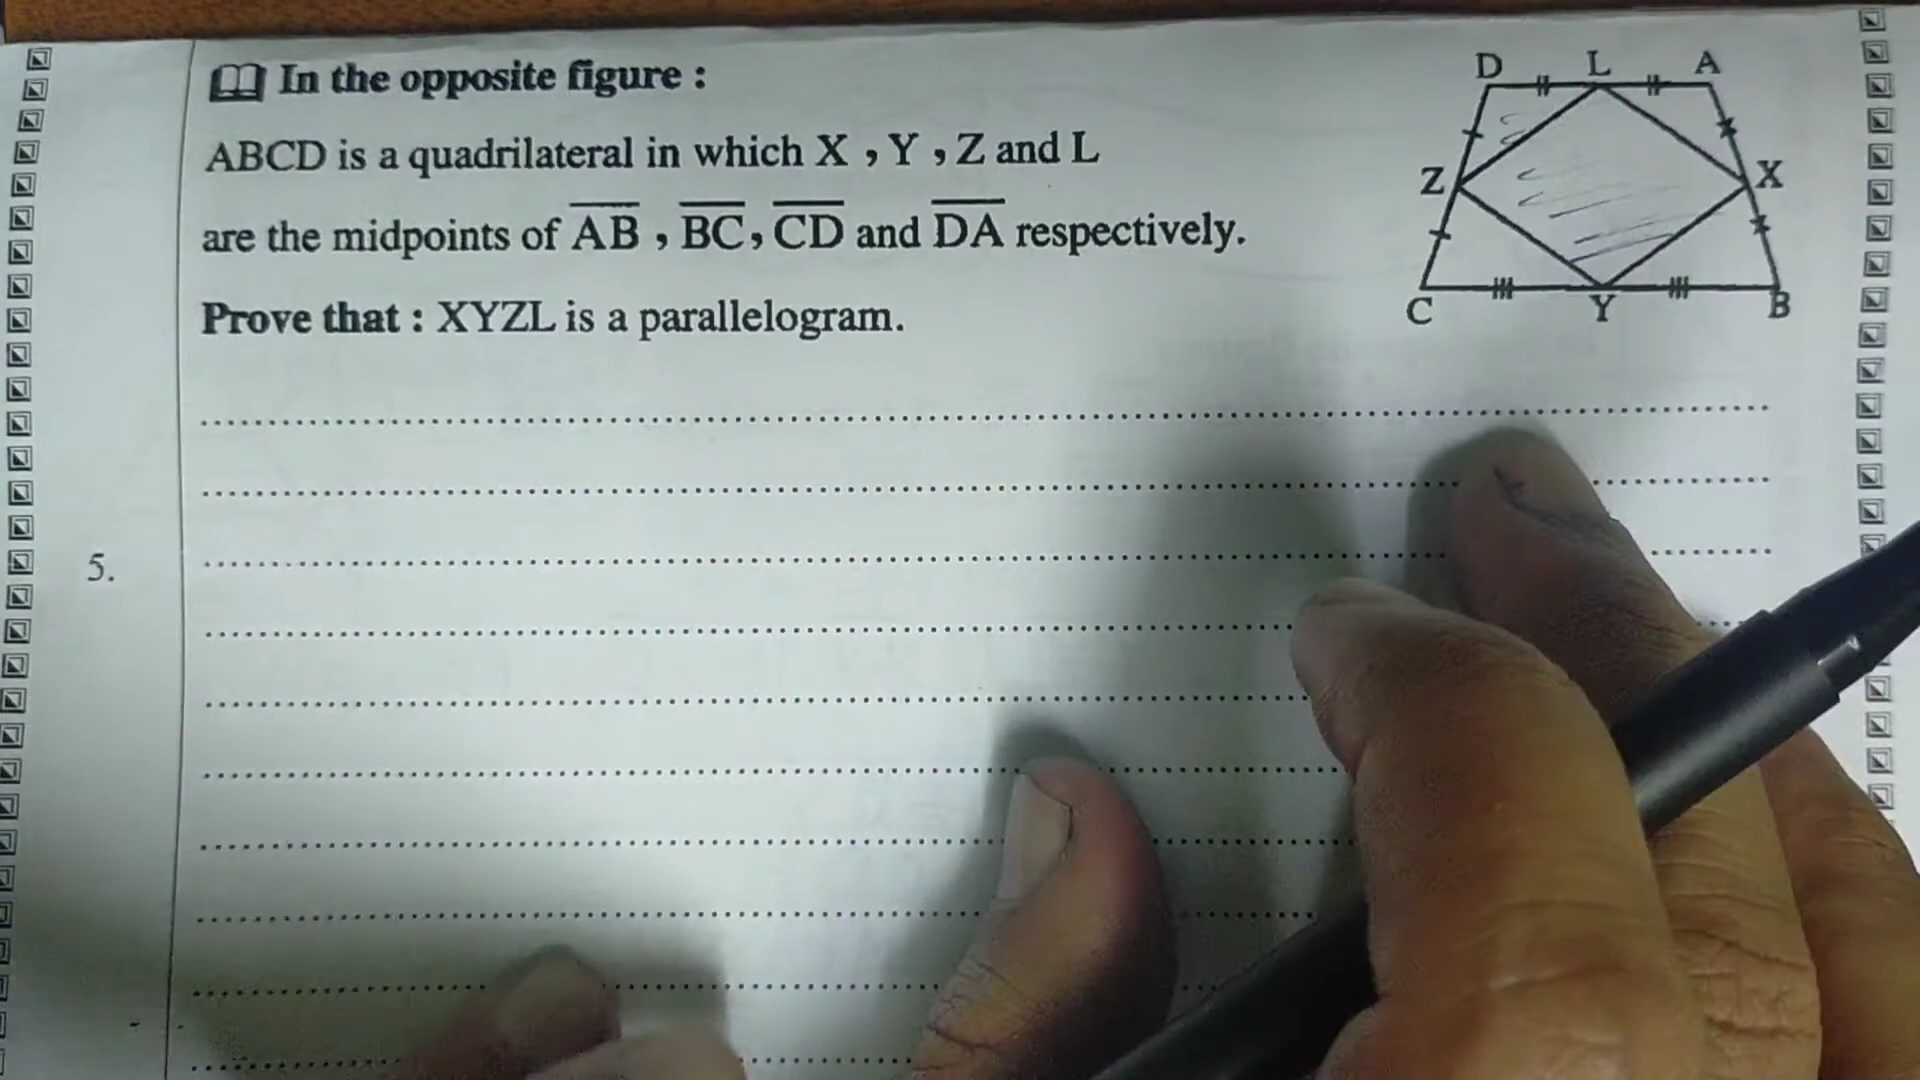 In the opposite figure :
ABCD is a quadrilateral in which X , Y , Z and L
are the midpoints of AB , BC , CD and DA respectively.
Prove that : XYZL is a parallelogram.
5.
D L A
Z X
C Y B